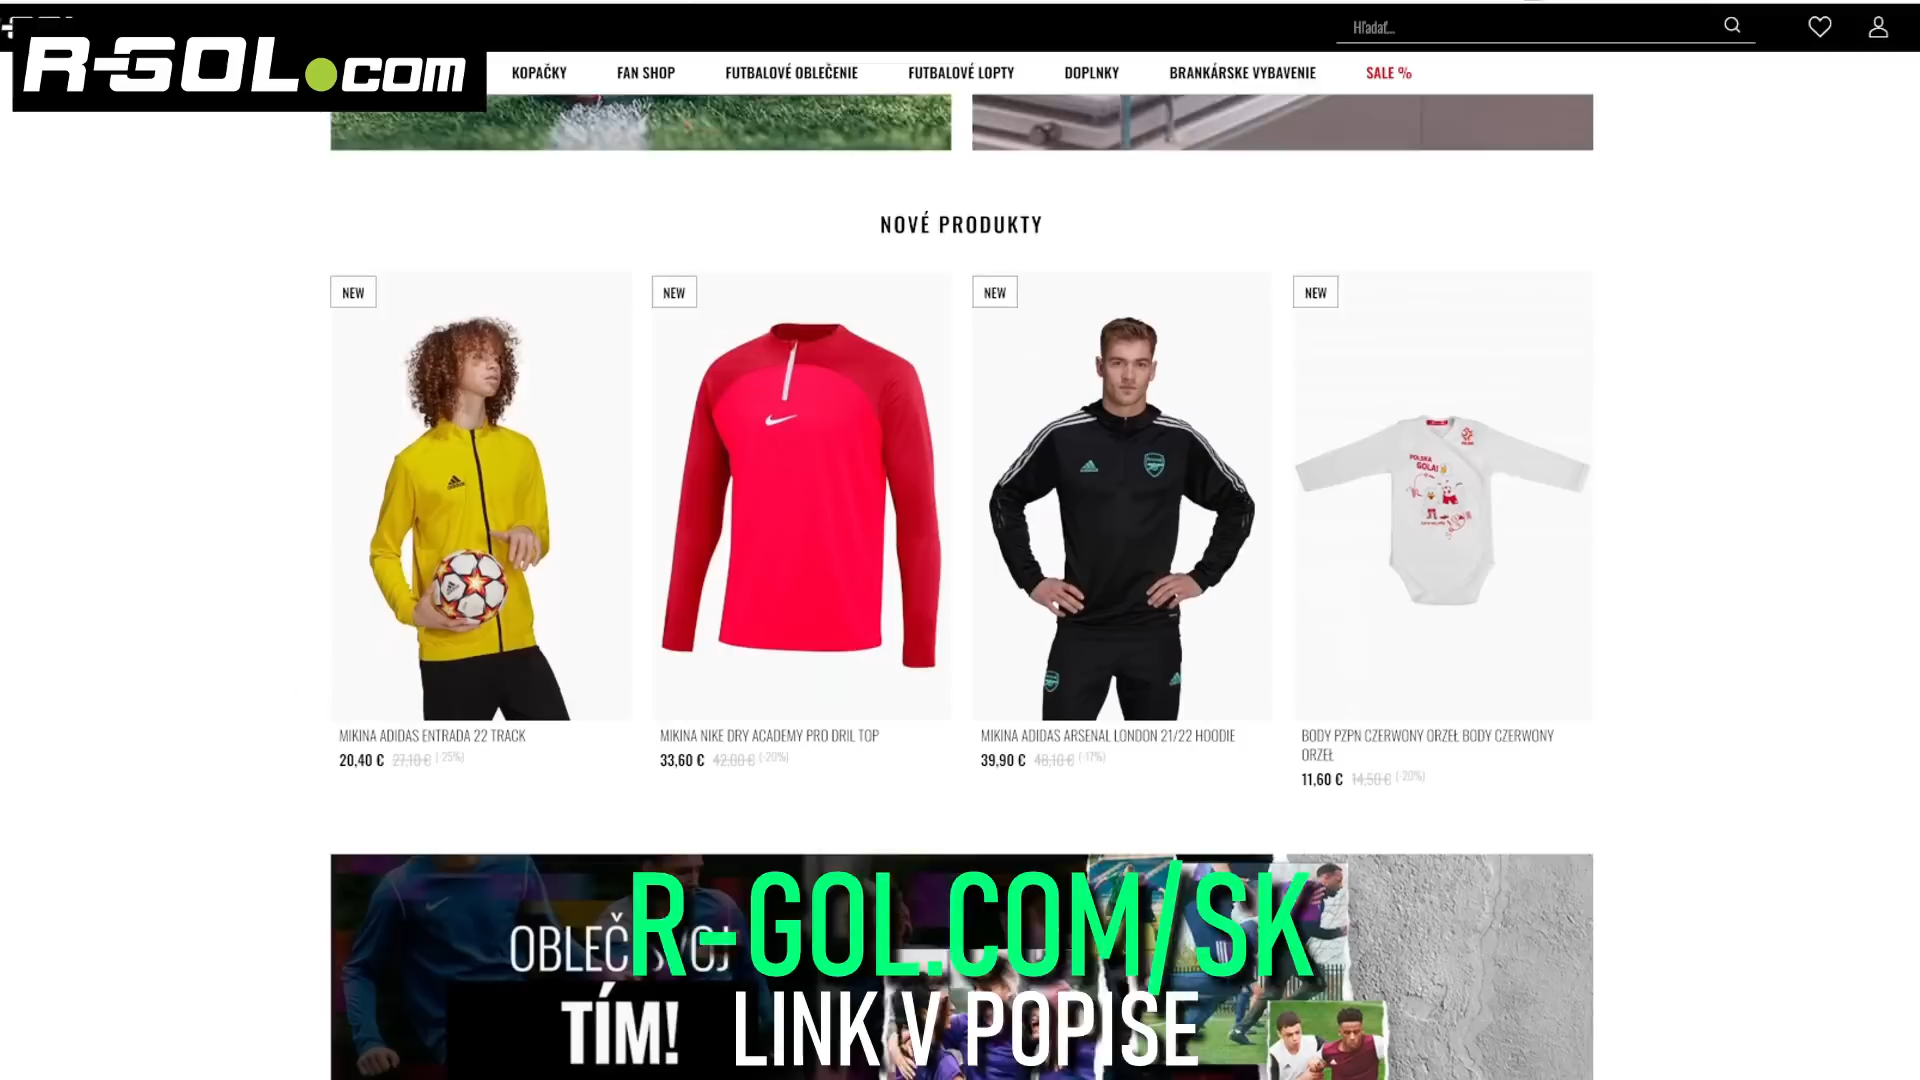 R-GOL.com
Hľadať...
KOPAČKY FAN SHOP FUTBALOVÉ OBLEČENIE FUTBALOVÉ LOPTY DOPLNKY BRANKÁRSKE VYBAVENIE SALE %
NOVÉ PRODUKTY
NEW
NEW
NEW
NEW
POLSKA
GOLA!
MIKINA ADIDAS ENTRADA 22 TRACK
20,40 € 27,10 € (-25%)
MIKINA NIKE DRY ACADEMY PRO DRIL TOP
33,60 € 42,00 € (-20%)
MIKINA ADIDAS ARSENAL LONDON 21/22 HOODIE
39,90 € 48,10 € (-17%)
BODY PZPN CZERWONY ORZEŁ BODY CZERWONY
ORZEŁ
11,60 € 14,50 € (-20%)
R-GOL.COM/SK
TÍM!
LINK V POPISE